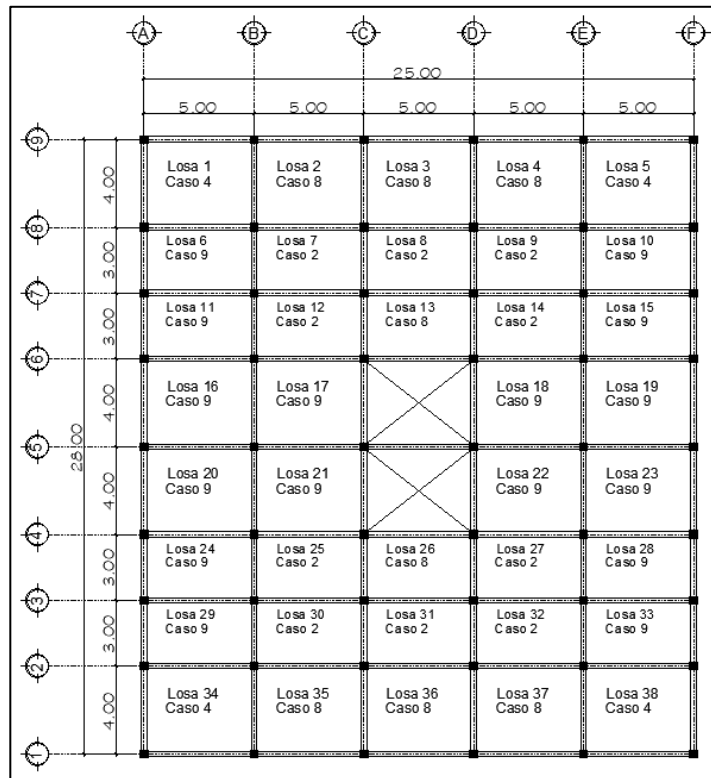 A B C D E F
25.00
5.00 5.00 5.00 5.00 5.00
9
8
7
6
5
4
3
2
1
28.00
4.00
3.00
3.00
4.00
4.00
3.00
3.00
4.00
Losa 1
Caso 4
Losa 2
Caso 8
Losa 3
Caso 8
Losa 4
Caso 8
Losa 5
Caso 4
Losa 6
Caso 9
Losa 7
Caso 2
Losa 8
Caso 2
Losa 9
Caso 2
Losa 10
Caso 9
Losa 11
Caso 9
Losa 12
Caso 2
Losa 13
Caso 8
Losa 14
Caso 2
Losa 15
Caso 9
Losa 16
Caso 9
Losa 17
Caso 9
Losa 18
Caso 9
Losa 19
Caso 9
Losa 20
Caso 9
Losa 21
Caso 9
Losa 22
Caso 9
Losa 23
Caso 9
Losa 24
Caso 9
Losa 25
Caso 2
Losa 26
Caso 8
Losa 27
Caso 2
Losa 28
Caso 9
Losa 29
Caso 9
Losa 30
Caso 2
Losa 31
Caso 2
Losa 32
Caso 2
Losa 33
Caso 9
Losa 34
Caso 4
Losa 35
Caso 8
Losa 36
Caso 8
Losa 37
Caso 8
Losa 38
Caso 4